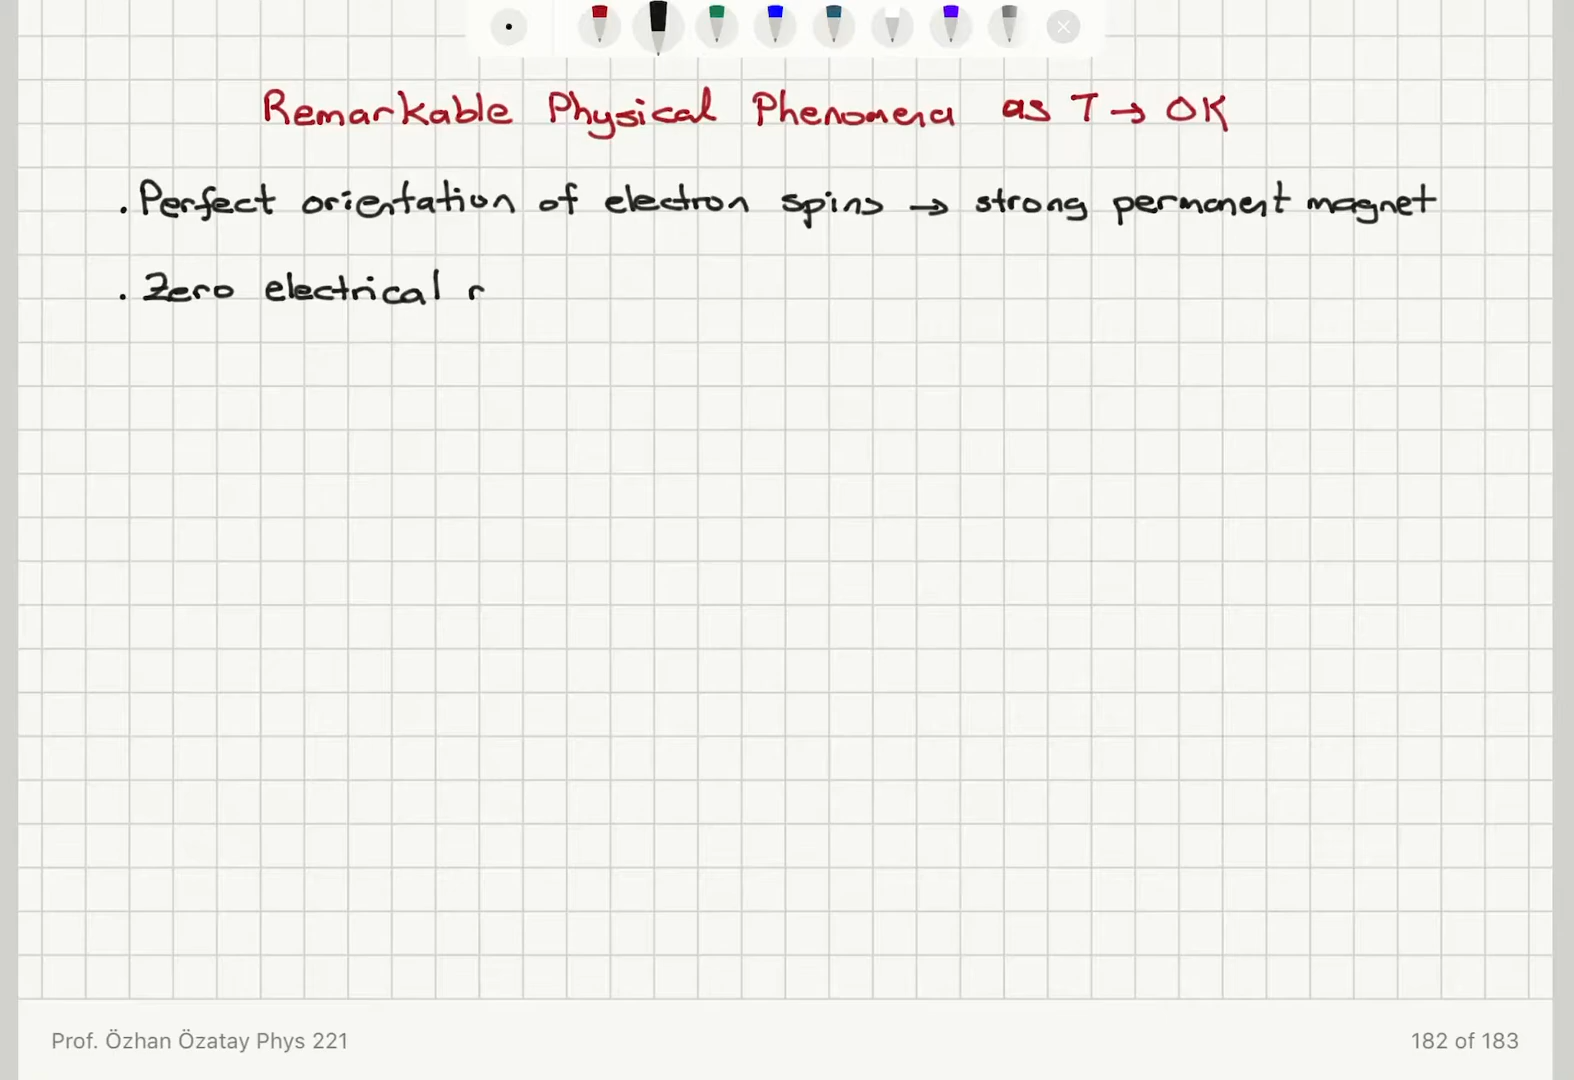 Remarkable Physical Phenomena as T → 0K
. Perfect orientation of electron spins → strong permanent magnet
. Zero electrical r
Prof. Özhan Özatay Phys 221
182 of 183